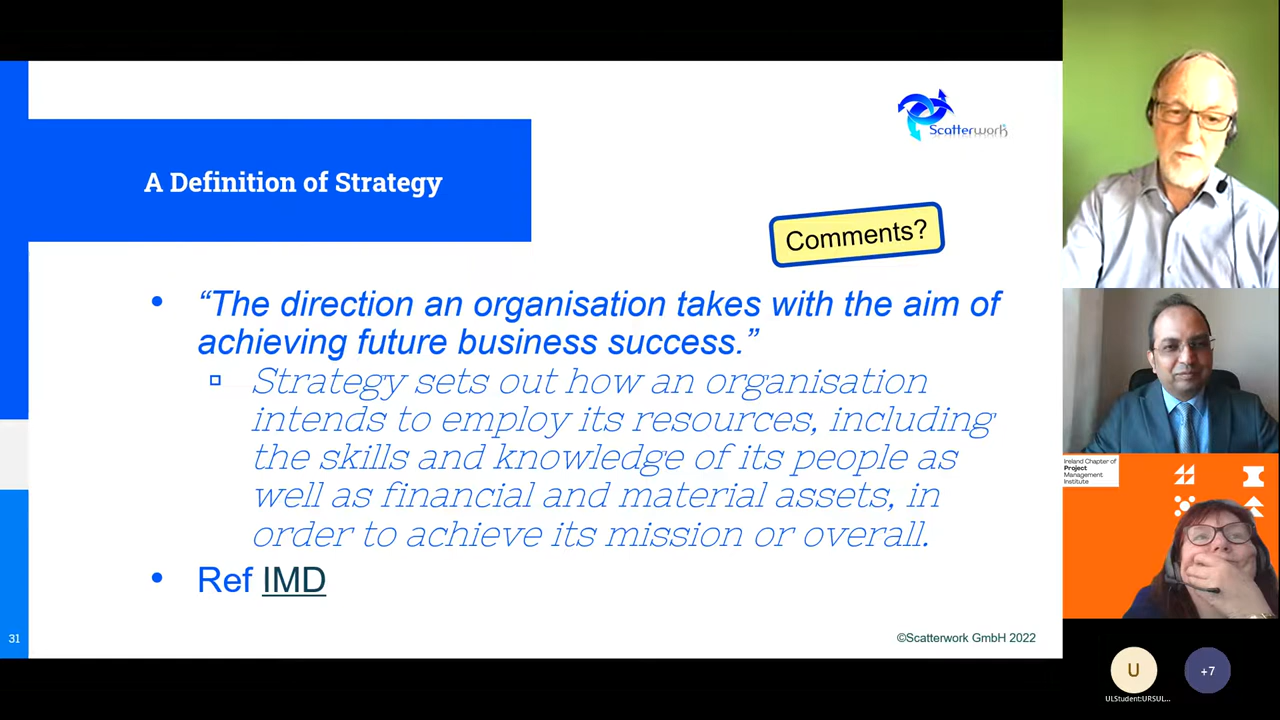 Scatterwork
A Definition of Strategy
Comments?
“The direction an organisation takes with the aim of
achieving future business success.”
Strategy sets out how an organisation
intends to employ its resources, including
the skills and knowledge of its people as
well as financial and material assets, in
order to achieve its mission or overall.
Ref IMD
31
©Scatterwork GmbH 2022
Ireland Chapter of
Project
Management
Institute
U
+7
ULStudent:URSUL...